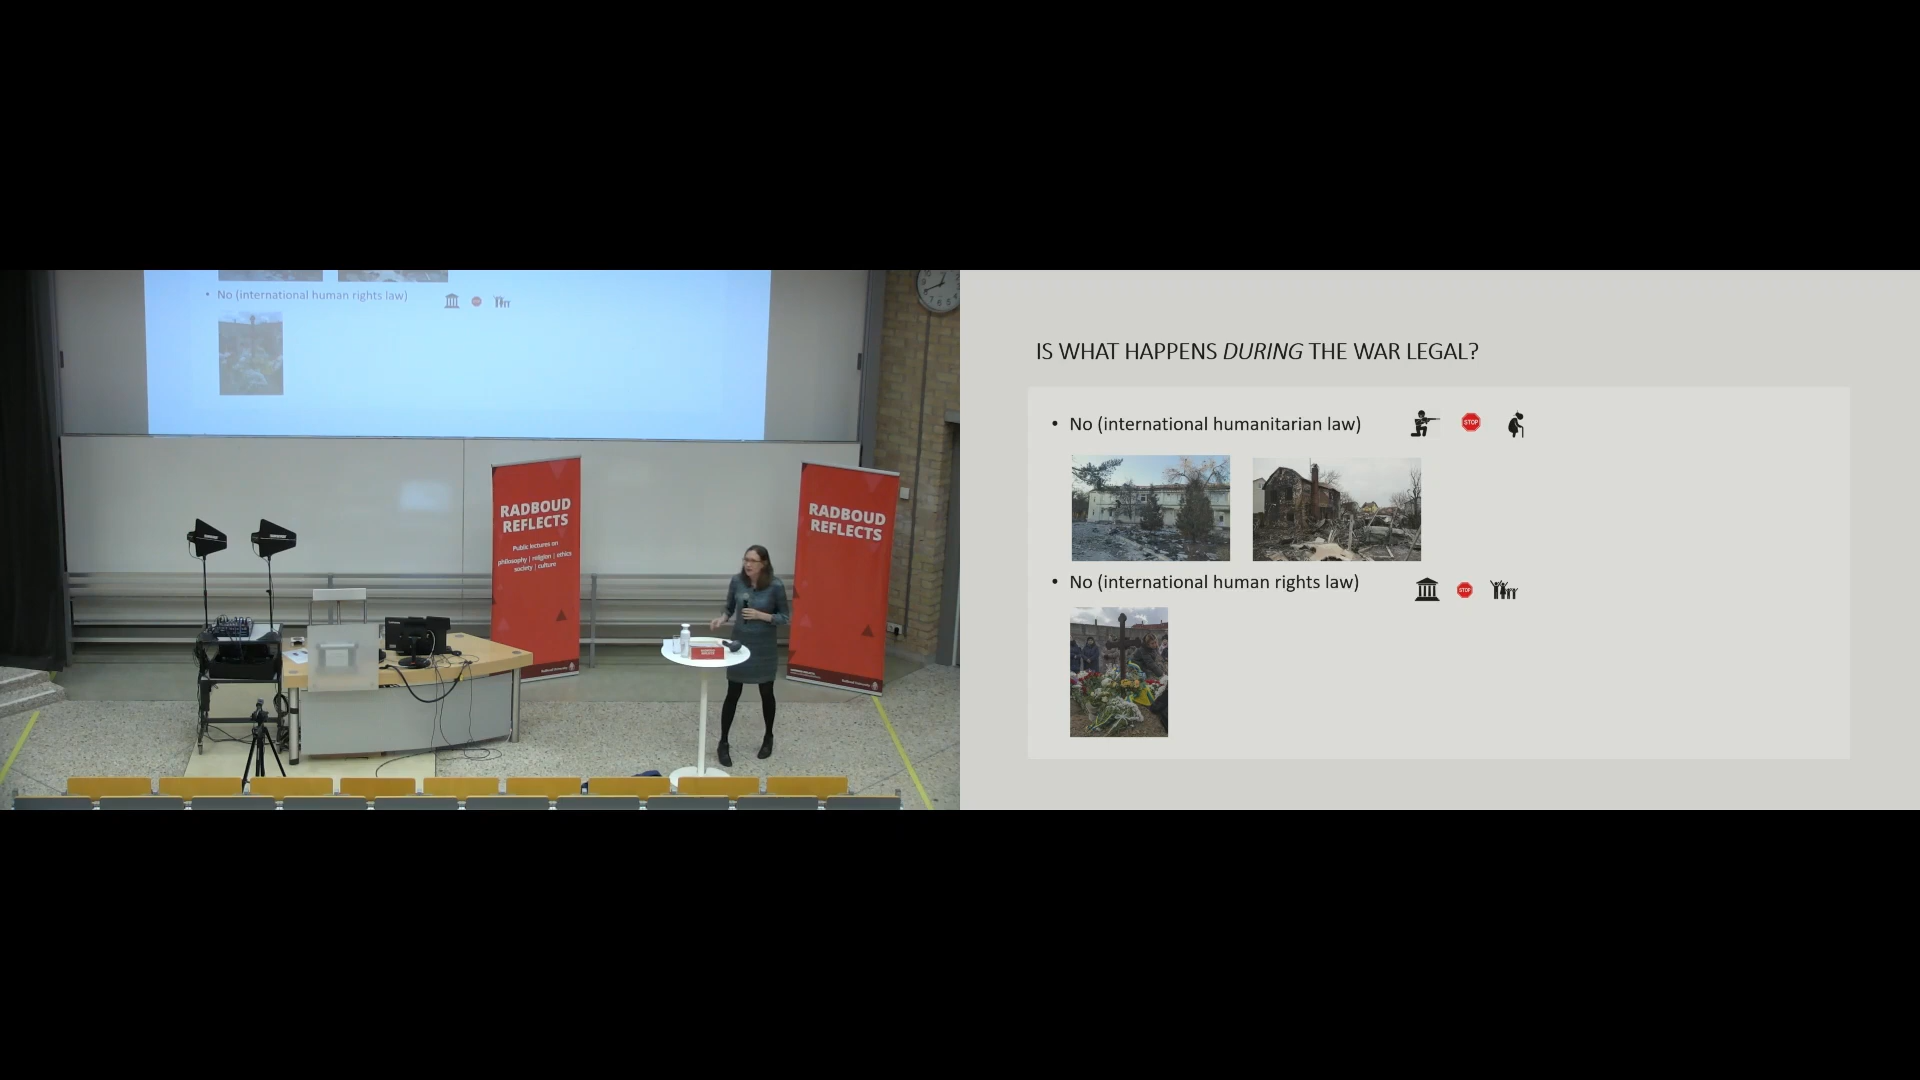 • No (international human rights law)
RADBOUD
REFLECTS
Public lectures on
philosophy | religion | ethics
society | culture
RADBOUD
REFLECTS
IS WHAT HAPPENS DURING THE WAR LEGAL?
• No (international humanitarian law)
STOP
• No (international human rights law)
STOP